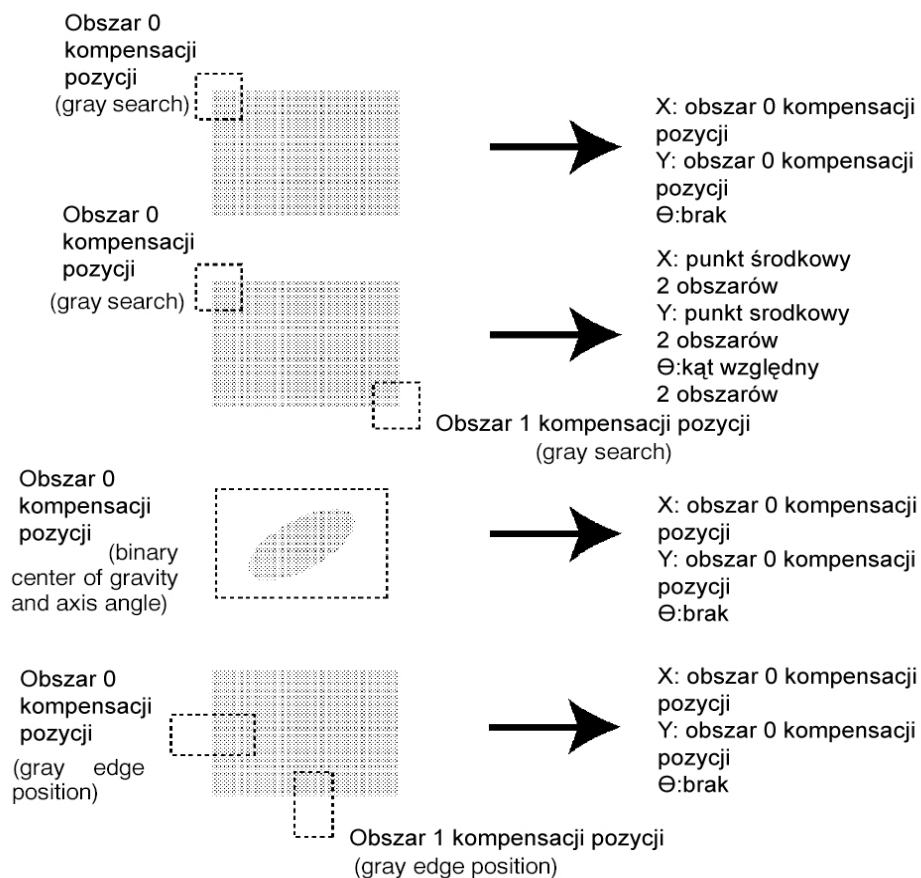 Obszar 0
kompensacji
pozycji
(gray search)
X: obszar 0 kompensacji
pozycji
Y: obszar 0 kompensacji
pozycji
Ө:brak
Obszar 0
kompensacji
pozycji
(gray search)
X: punkt środkowy
2 obszarów
Y: punkt srodkowy
2 obszarów
Ө:kąt względny
2 obszarów
Obszar 1 kompensacji pozycji
(gray search)
Obszar 0
kompensacji
pozycji
(binary
center of gravity
and axis angle)
X: obszar 0 kompensacji
pozycji
Y: obszar 0 kompensacji
pozycji
Ө:brak
Obszar 0
kompensacji
pozycji
(gray edge
position)
X: obszar 0 kompensacji
pozycji
Y: obszar 0 kompensacji
pozycji
Ө:brak
Obszar 1 kompensacji pozycji
(gray edge position)